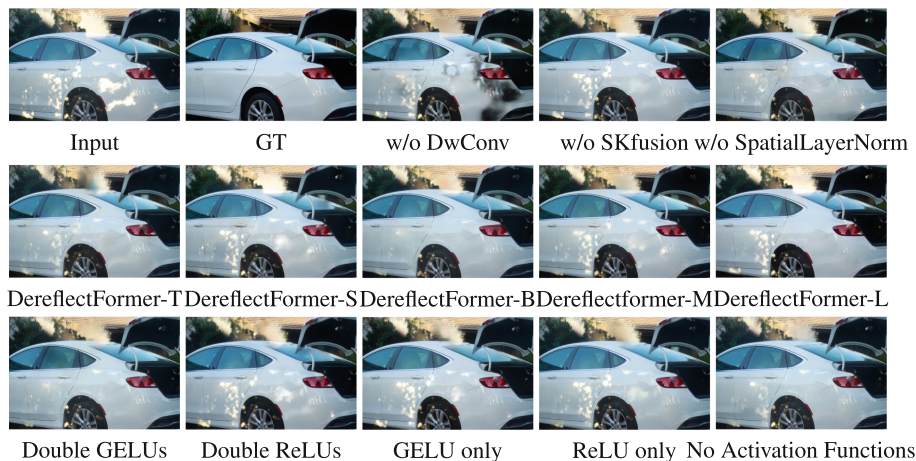 Input GT w/o DwConv w/o SKfusion w/o SpatialLayerNorm
DereflectFormer-T DereflectFormer-S DereflectFormer-B Dereflectformer-M DereflectFormer-L
Double GELUs Double ReLUs GELU only ReLU only No Activation Functions